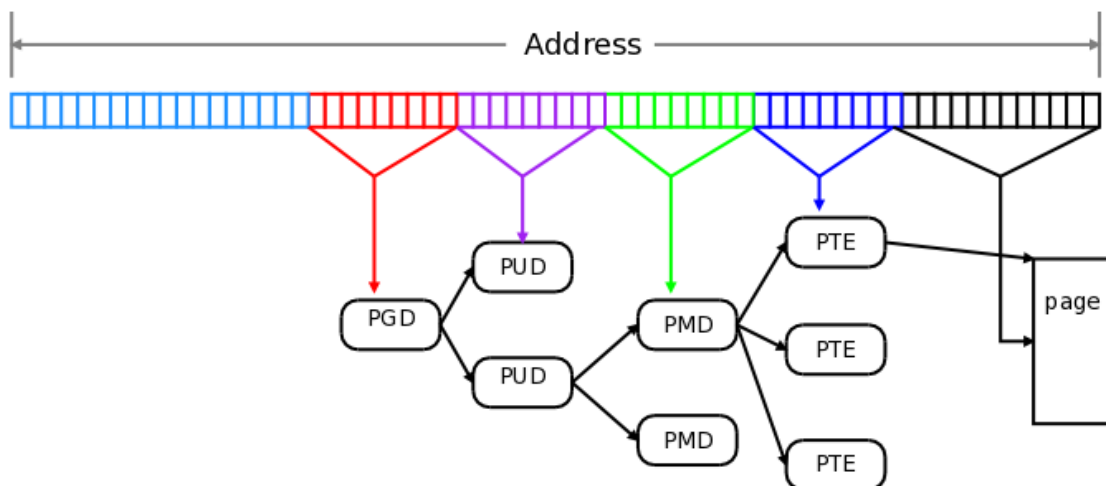 Address
PTE
PUD
page
PGD
PMD
PTE
PUD
PMD
PTE